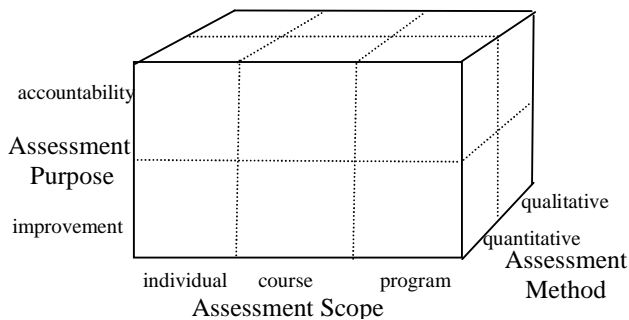 accountability
Assessment
Purpose
improvement
qualitative
quantitative
individual course program
Assessment
Method
Assessment Scope